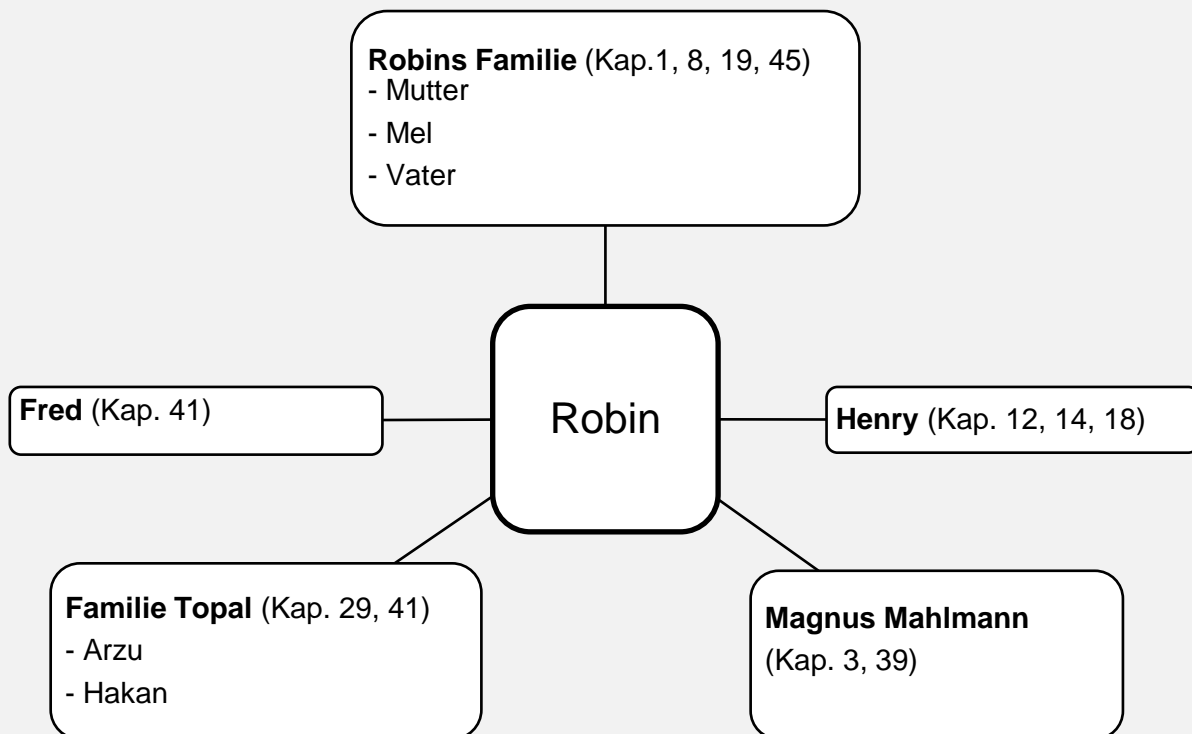 Robins Familie (Kap.1, 8, 19, 45)
- Mutter
- Mel
- Vater
Fred (Kap. 41)
Robin
Henry (Kap. 12, 14, 18)
Familie Topal (Kap. 29, 41)
- Arzu
- Hakan
Magnus Mahlmann
(Kap. 3, 39)